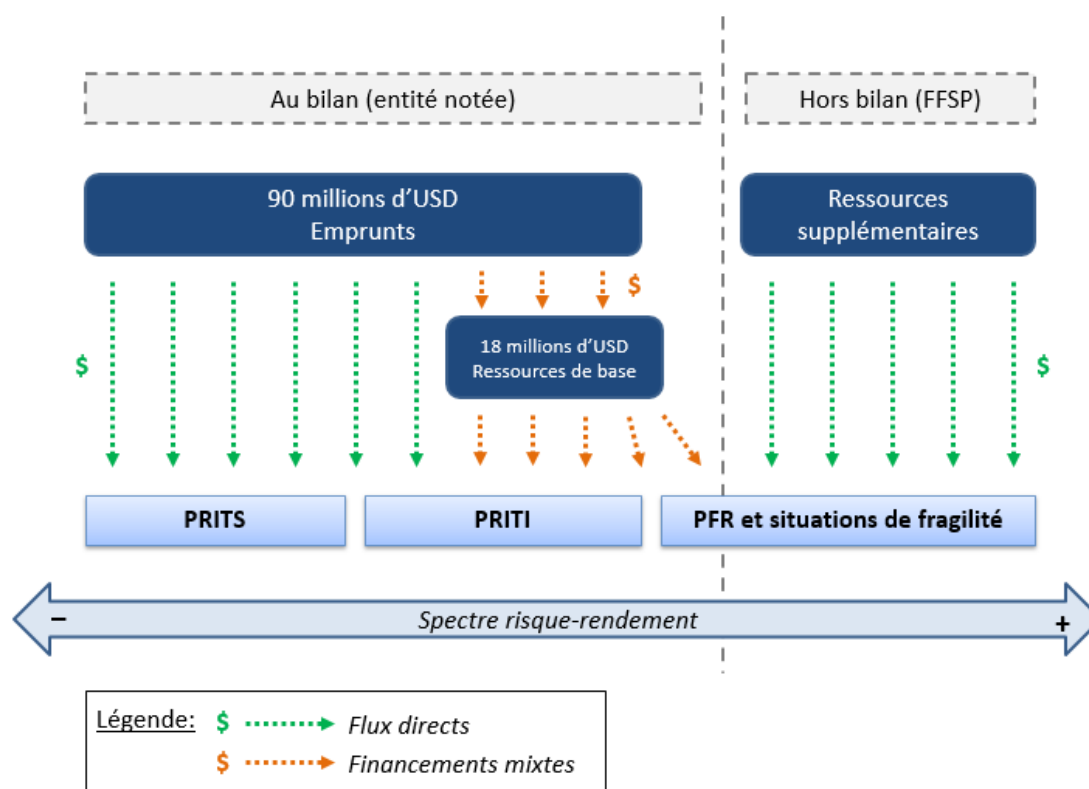 Au bilan (entité notée)
Hors bilan (FFSP)
90 millions d’USD
Emprunts
Ressources
supplémentaires
$
18 millions d’USD
Ressources de base
$
$
PRITS
PRITI
PFR et situations de fragilité
–
Spectre risque-rendement
+
Légende:
$ Flux directs
$ Financements mixtes